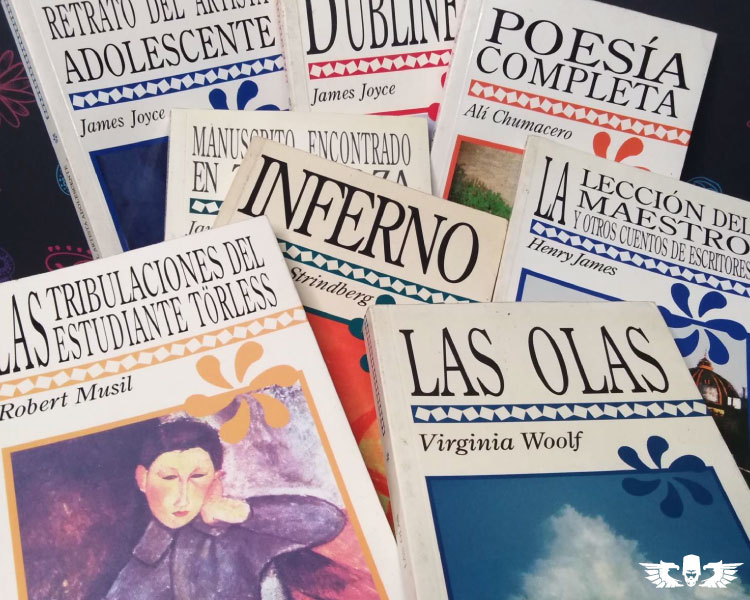 RETRATO DEL ARTISTA
ADOLESCENTE
James Joyce
DUBLINE
James Joyce
POESÍA
COMPLETA
Alí Chumacero
MANUSCRITO ENCONTRADO
EN
INFERNO
Strindberg
LA LECCIÓN DEL
MAESTRO
Y OTROS CUENTOS DE ESCRITORES
Henry James
LAS TRIBULACIONES DEL
ESTUDIANTE TÖRLESS
Robert Musil
LAS OLAS
Virginia Woolf